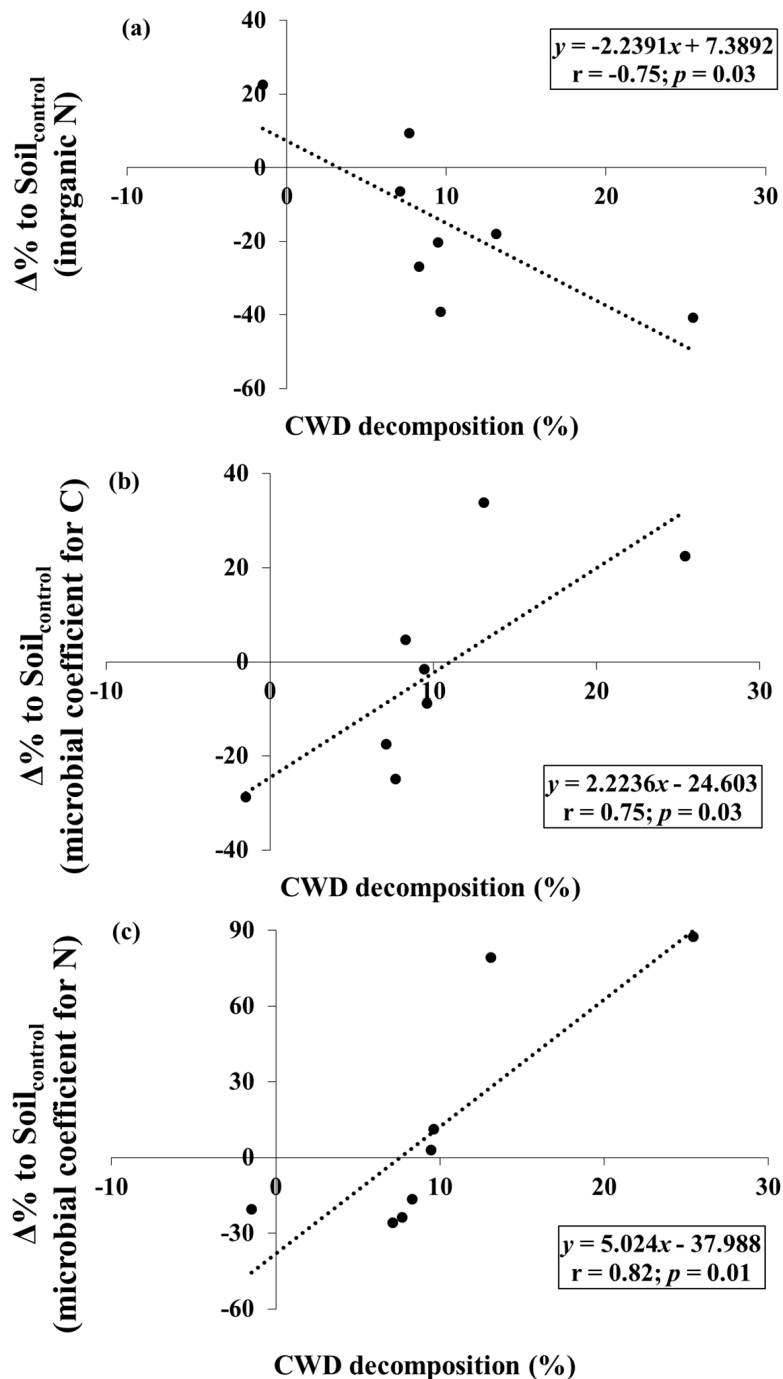 (a)
y = -2.2391x + 7.3892
r = -0.75; p = 0.03
Δ% to Soilcontrol
(inorganic N)
40
20
0
-20
-40
-60
-10
0
10
20
30
CWD decomposition (%)
(b)
Δ% to Soilcontrol
(microbial coefficient for C)
40
20
0
-20
-40
-10
0
10
20
30
y = 2.2236x - 24.603
r = 0.75; p = 0.03
CWD decomposition (%)
(c)
Δ% to Soilcontrol
(microbial coefficient for N)
90
60
30
0
-30
-60
-10
0
10
20
30
y = 5.024x - 37.988
r = 0.82; p = 0.01
CWD decomposition (%)